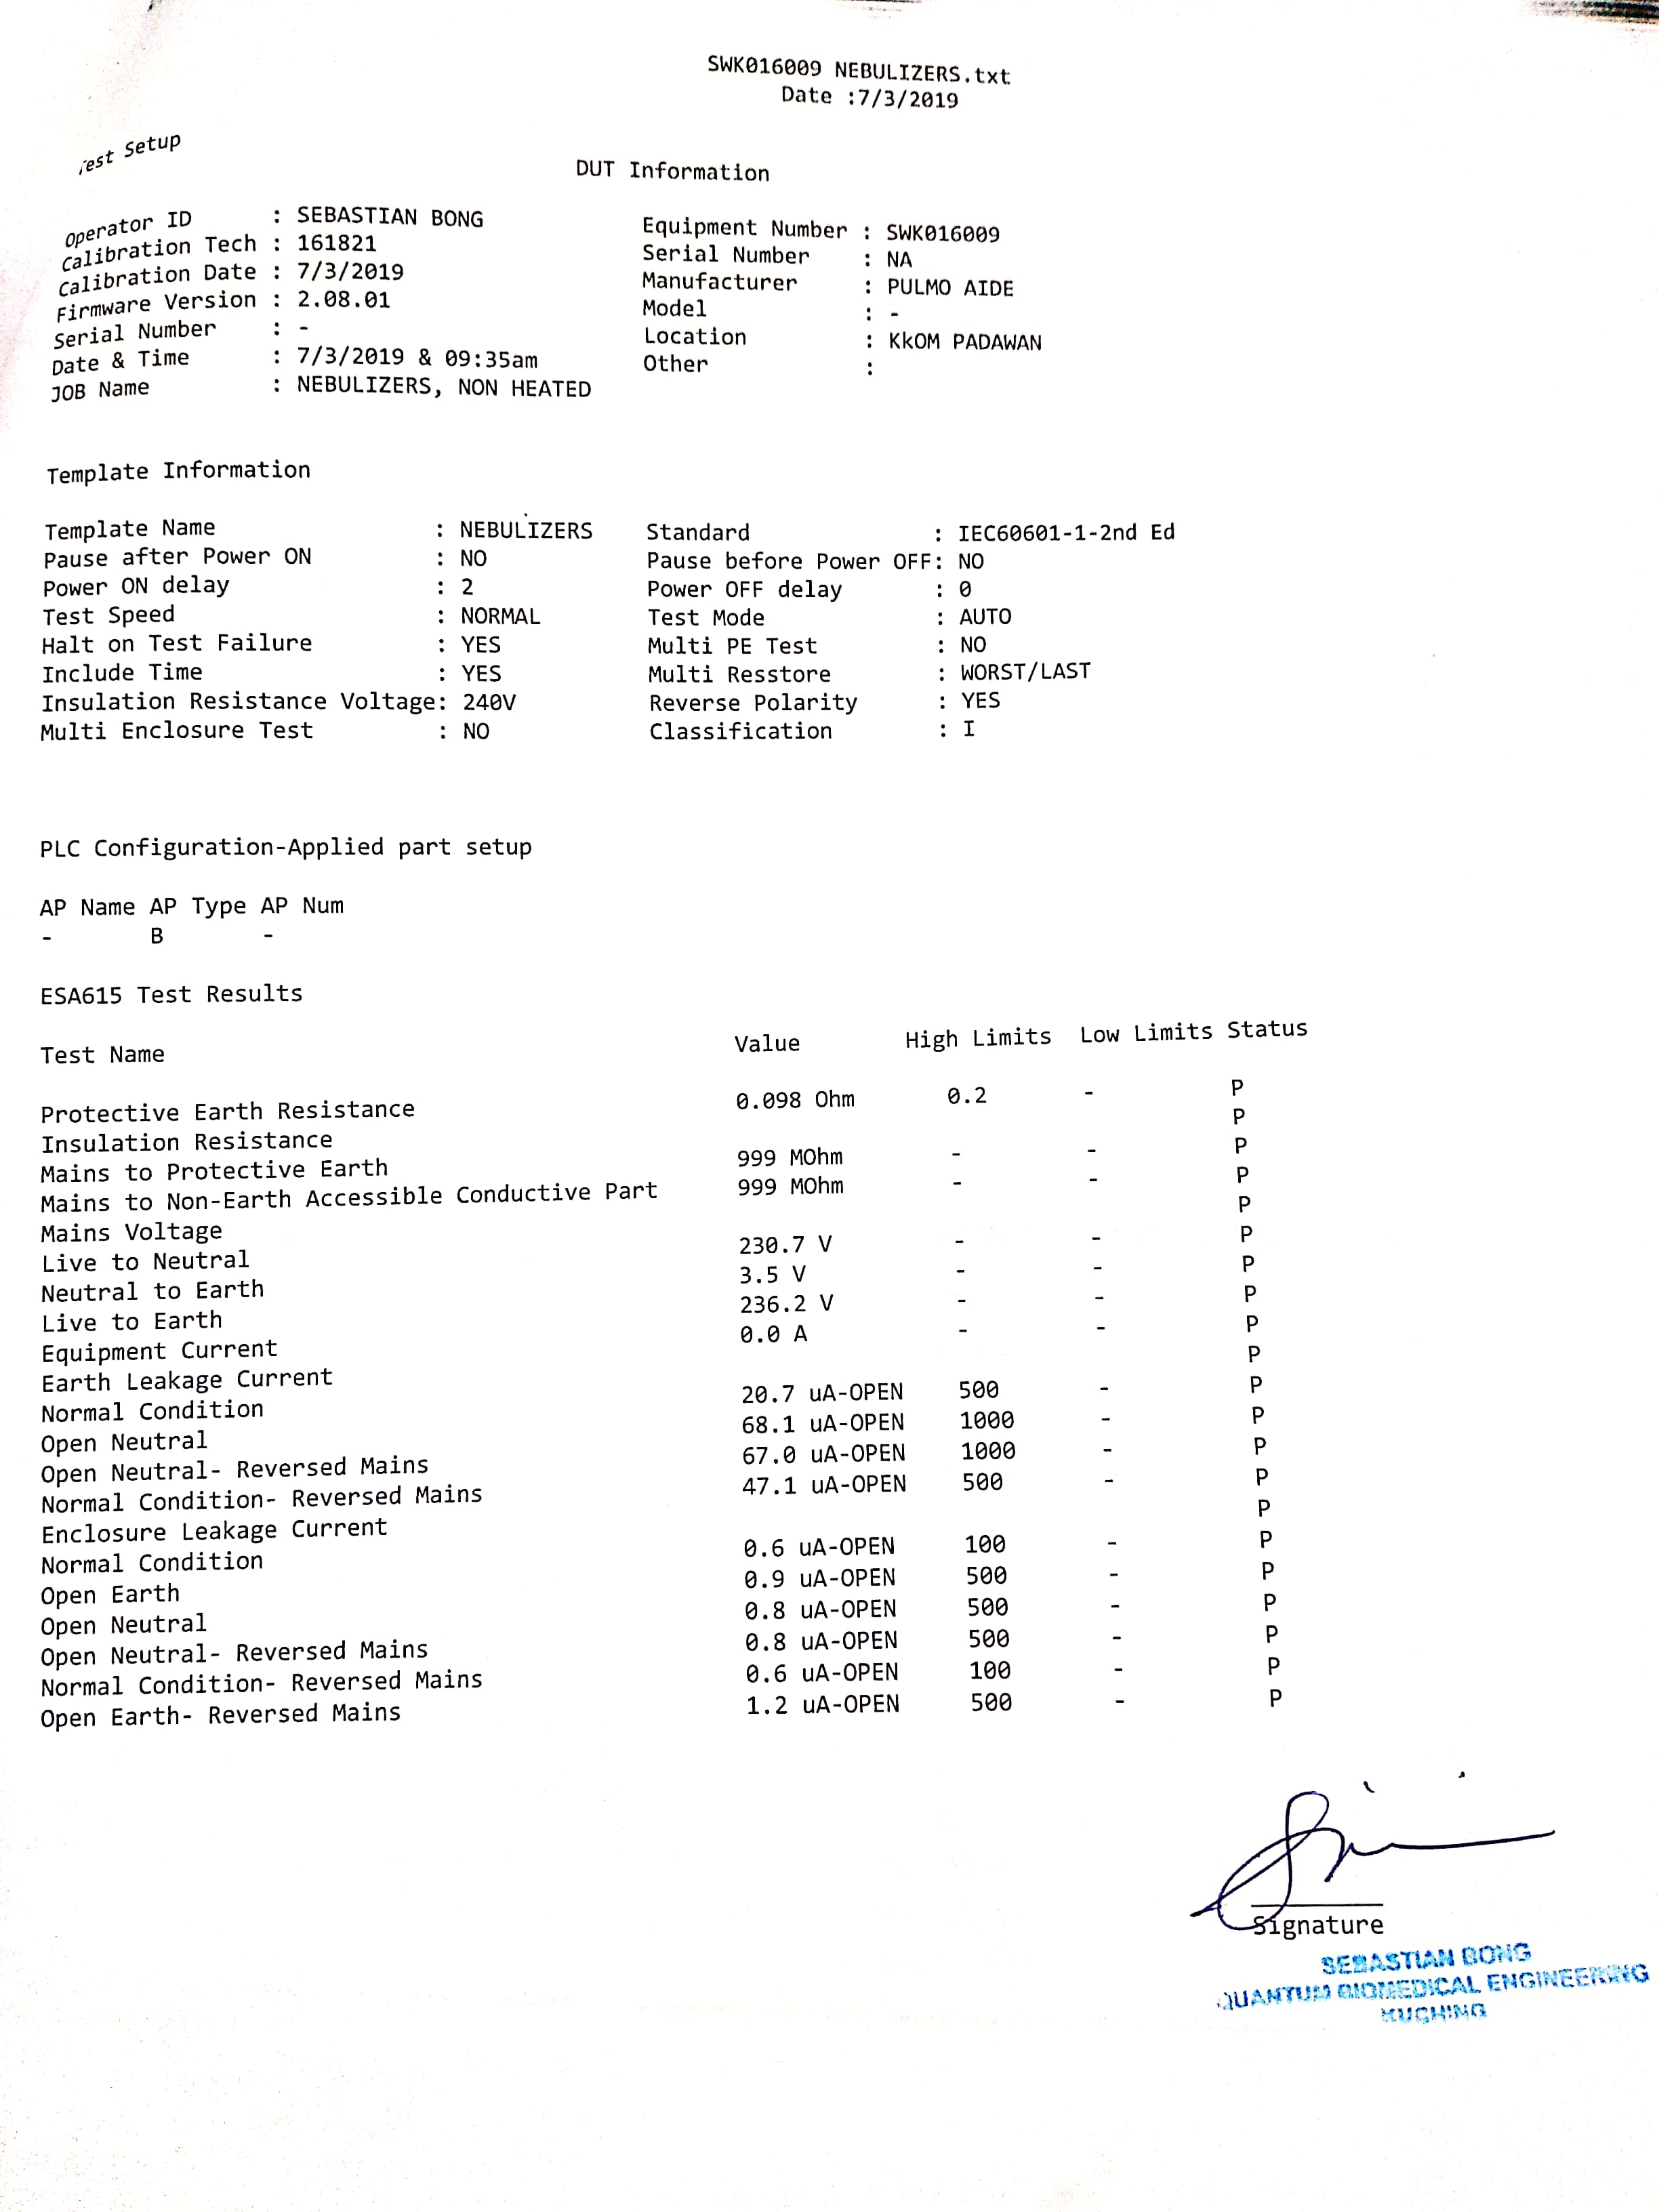 SWK016009 NEBULIZERS.txt
Date :7/3/2019
Test Setup
DUT Information
Operator ID : SEBASTIAN BONG
Calibration Tech : 161821
Calibration Date : 7/3/2019
Firmware Version : 2.08.01
Serial Number : -
Date & Time : 7/3/2019 & 09:35am
JOB Name : NEBULIZERS, NON HEATED
Equipment Number : SWK016009
Serial Number : NA
Manufacturer : PULMO AIDE
Model : -
Location : KkOM PADAWAN
Other :
Template Information
Template Name : NEBULIZERS Standard : IEC60601-1-2nd Ed
Pause after Power ON : NO Pause before Power OFF: NO
Power ON delay : 2 Power OFF delay : 0
Test Speed : NORMAL Test Mode : AUTO
Halt on Test Failure : YES Multi PE Test : NO
Include Time : YES Multi Resstore : WORST/LAST
Insulation Resistance Voltage: 240V Reverse Polarity : YES
Multi Enclosure Test : NO Classification : I
PLC Configuration-Applied part setup
AP Name AP Type AP Num
- B -
ESA615 Test Results
Test Name Value High Limits Low Limits Status
Protective Earth Resistance 0.098 Ohm 0.2 - P
Insulation Resistance P
Mains to Protective Earth 999 MOhm - - P
Mains to Non-Earth Accessible Conductive Part 999 MOhm - - P
Mains Voltage P
Live to Neutral 230.7 V - - P
Neutral to Earth 3.5 V - - P
Live to Earth 236.2 V - - P
Equipment Current 0.0 A - - P
Earth Leakage Current P
Normal Condition 20.7 uA-OPEN 500 - P
Open Neutral 68.1 uA-OPEN 1000 - P
Open Neutral- Reversed Mains 67.0 uA-OPEN 1000 - P
Normal Condition- Reversed Mains 47.1 uA-OPEN 500 - P
Enclosure Leakage Current P
Normal Condition 0.6 uA-OPEN 100 - P
Open Earth 0.9 uA-OPEN 500 - P
Open Neutral 0.8 uA-OPEN 500 - P
Open Neutral- Reversed Mains 0.8 uA-OPEN 500 - P
Normal Condition- Reversed Mains 0.6 uA-OPEN 100 - P
Open Earth- Reversed Mains 1.2 uA-OPEN 500 - P
Signature
SEBASTIAN BONG
QUANTUM BIOMEDICAL ENGINEERING
KUCHING